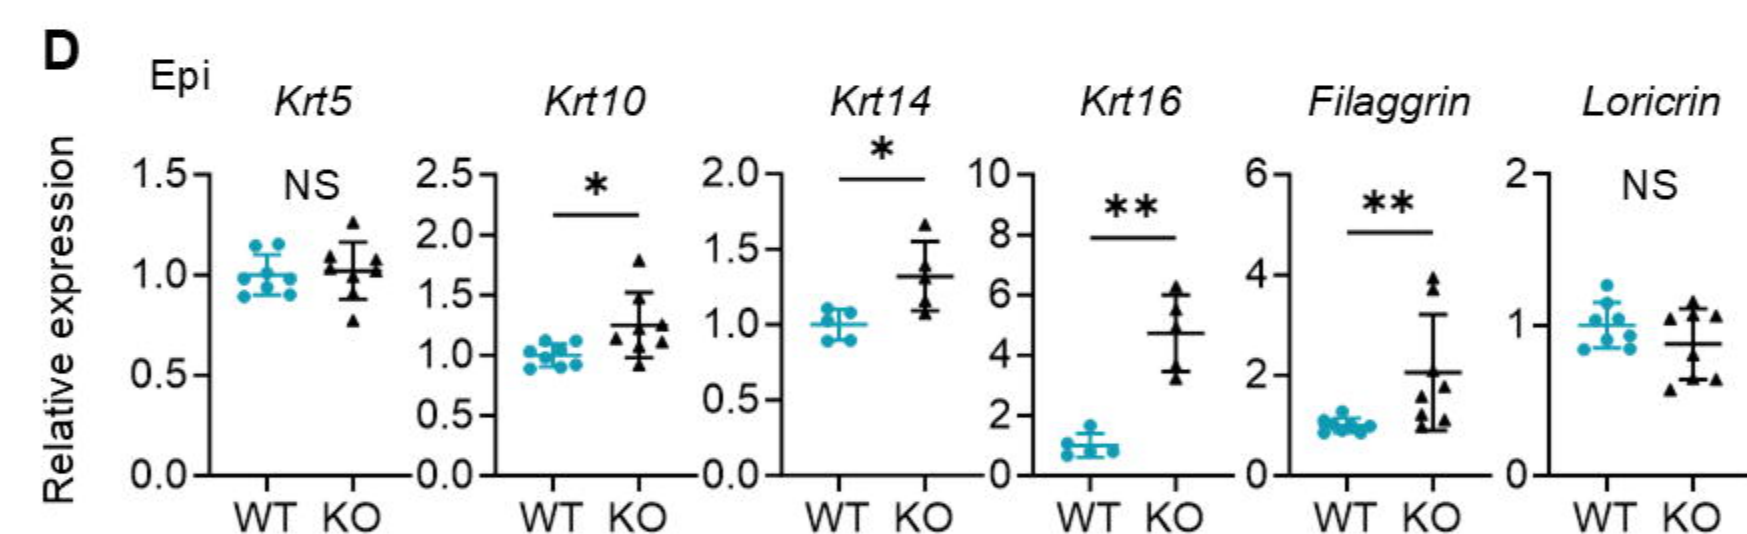 D
Epi
Krt5 Krt10 Krt14 Krt16 Filaggrin Loricrin
Relative expression
NS * * ** ** NS
1.5 2.5 2.0 10 6 2
1.0 2.0 1.5 8 4 1
0.5 1.5 1.0 6 2 0
0.0 1.0 0.5 4 0
0.5 0.0 2
0.0 0
WT KO WT KO WT KO WT KO WT KO WT KO